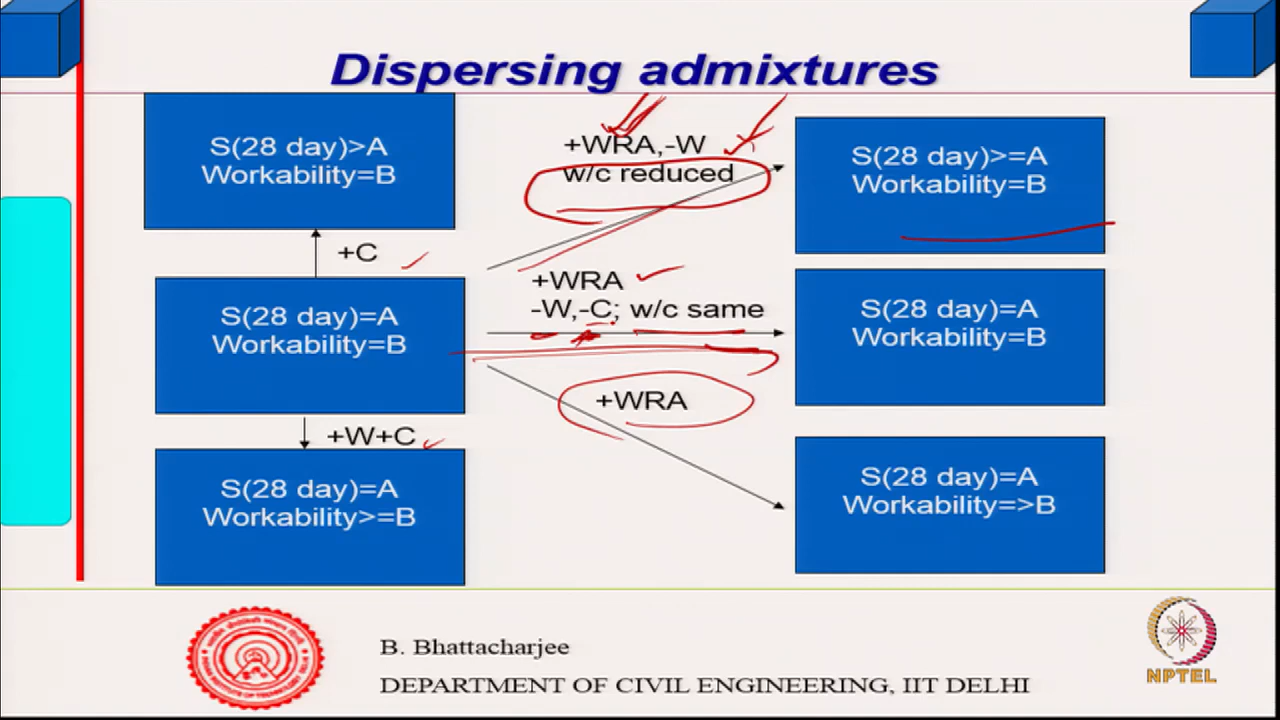 Dispersing admixtures
S(28 day)>A
Workability=B
+WRA,-W
w/c reduced
S(28 day)>=A
Workability=B
+C
S(28 day)=A
Workability=B
+WRA
-W,-C; w/c same
S(28 day)=A
Workability=B
+WRA
+W+C
S(28 day)=A
Workability>=B
S(28 day)=A
Workability=>B
B. Bhattacharjee
DEPARTMENT OF CIVIL ENGINEERING, IIT DELHI
NPTEL